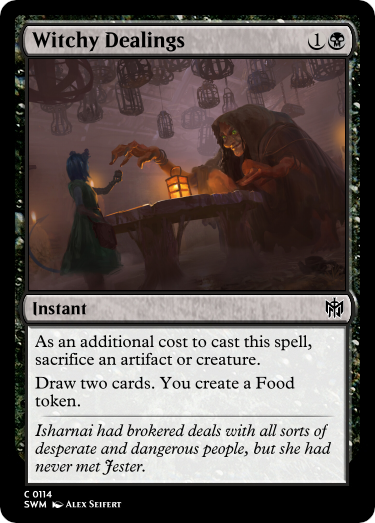 Witchy Dealings 1
Instant
As an additional cost to cast this spell,
sacrifice an artifact or creature.
Draw two cards. You create a Food
token.
Isharnai had brokered deals with all sorts of
desperate and dangerous people, but she had
never met Jester.
C 0114
SWM Alex Seifert